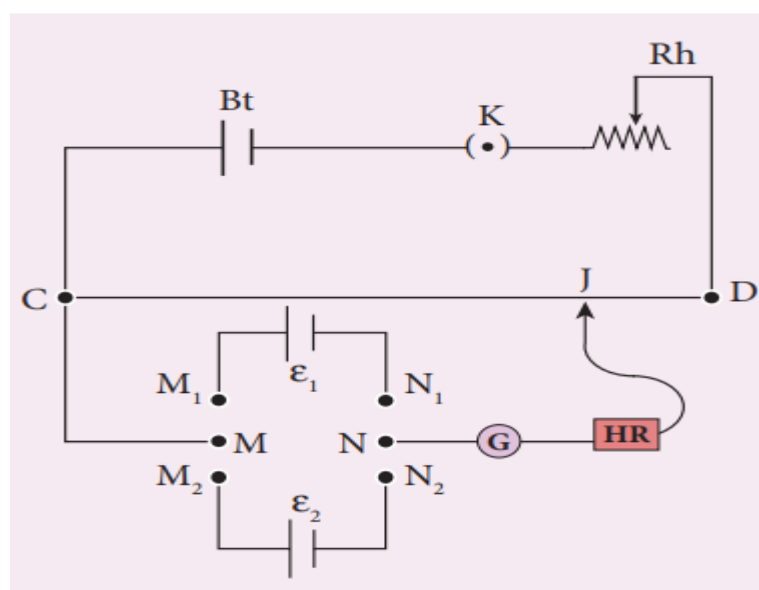 Rh
Bt
K
( • )
J
C
D
ε₁
M₁
N₁
M
N
G
HR
M₂
N₂
ε₂